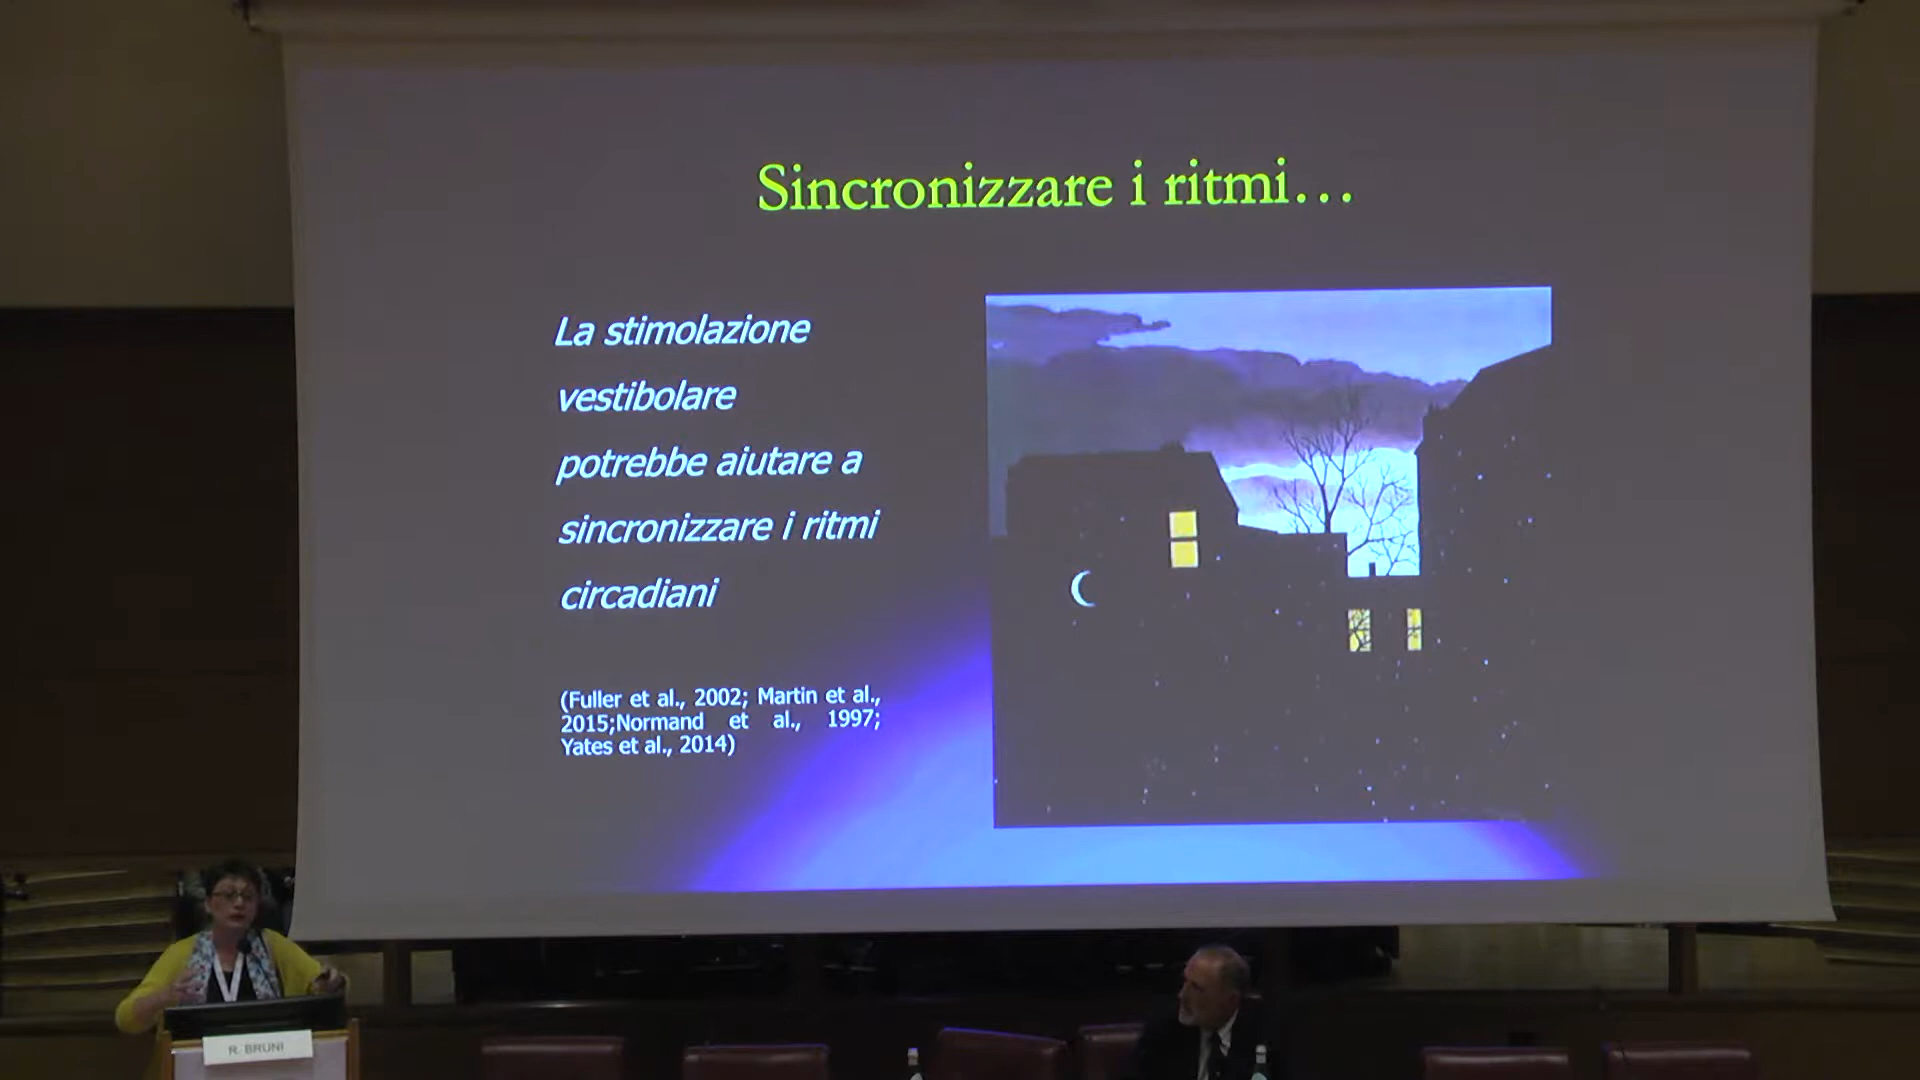 Sincronizzare i ritmi...
La stimolazione
vestibolare
potrebbe aiutare a
sincronizzare i ritmi
circadiani
(Fuller et al., 2002; Martin et al.,
2015;Normand et al., 1997;
Yates et al., 2014)
R. BRUNI